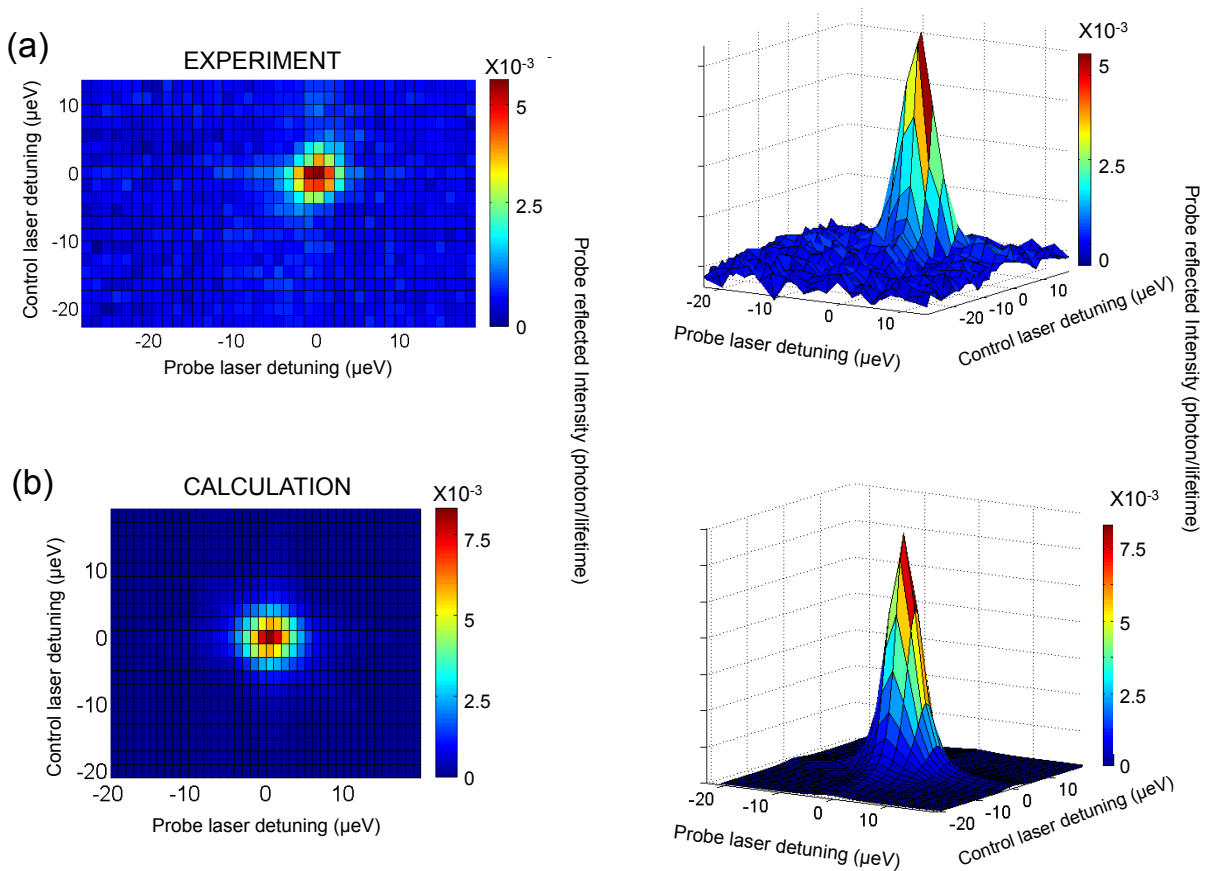 (a)
EXPERIMENT
X10-3
Control laser detuning (µeV)
10
0
-10
-20
-20
-10
0
10
Probe laser detuning (µeV)
5
2.5
0
Probe reflected Intensity (photon/lifetime)
X10-3
5
2.5
0
-20
-10
0
10
Probe laser detuning (µeV)
-20
-10
0
10
Control laser detuning (µeV)
Probe reflected Intensity (photon/lifetime)
(b)
CALCULATION
X10-3
Control laser detuning (µeV)
10
0
-10
-20
-20
-10
0
10
Probe laser detuning (µeV)
7.5
5
2.5
0
X10-3
7.5
5
2.5
0
-20
-10
0
10
Probe laser detuning (µeV)
-20
-10
0
10
Control laser detuning (µeV)